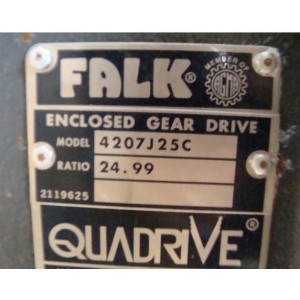 FALK®
MEMBER OF
AGMA
ENCLOSED GEAR DRIVE
MODEL 4207J25C
RATIO 24.99
2119625
QUADRIVE®